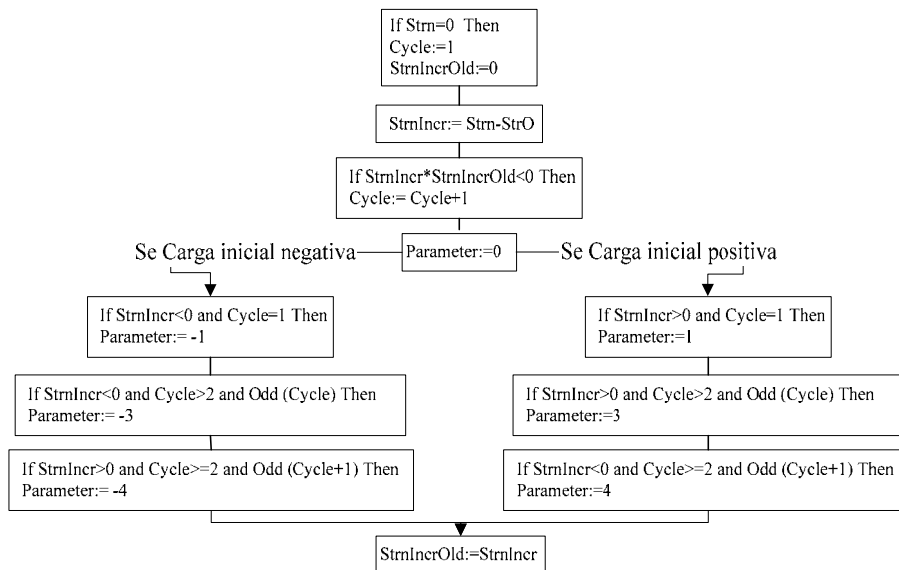 If Strn=0 Then
Cycle:=1
StrnIncrOld:=0
StrnIncr:= Strn-StrO
If StrnIncr*StrnIncrOld<0 Then
Cycle:= Cycle+1
Se Carga inicial negativa
Parameter:=0
Se Carga inicial positiva
If StrnIncr<0 and Cycle=1 Then
Parameter:= -1
If StrnIncr>0 and Cycle=1 Then
Parameter:=1
If StrnIncr<0 and Cycle>2 and Odd (Cycle) Then
Parameter:= -3
If StrnIncr>0 and Cycle>2 and Odd (Cycle) Then
Parameter:=3
If StrnIncr>0 and Cycle>=2 and Odd (Cycle+1) Then
Parameter:= -4
If StrnIncr<0 and Cycle>=2 and Odd (Cycle+1) Then
Parameter:=4
StrnIncrOld:=StrnIncr